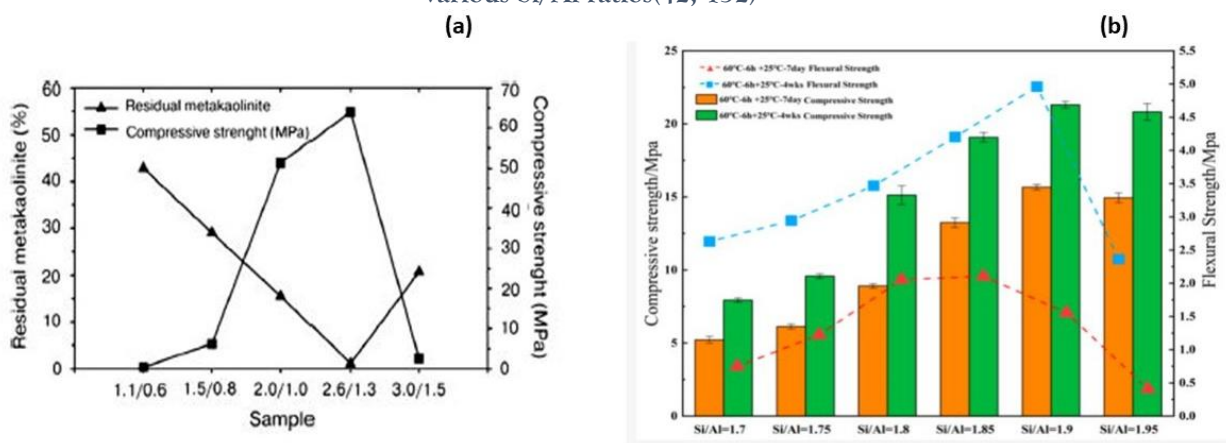 various Si/Al ratios(42, 152)
(a)
60
50
40
30
20
10
0
Residual metakaolinite (%)
Residual metakaolinite
Compressive strenght (MPa)
70
60
50
40
30
20
10
0
Compressive strenght (MPa)
1.1/0.6 1.5/0.8 2.0/1.0 2.6/1.3 3.0/1.5
Sample
(b)
25
20
15
10
5
0
Compressive strength/Mpa
60℃-6h +25℃-7day Flexural Strength
60℃-6h+25℃-4wks Flexural Strength
60℃-6h +25℃-7day Compressive Strength
60℃-6h+25℃-4wks Compressive Strength
5.5
5.0
4.5
4.0
3.5
3.0
2.5
2.0
1.5
1.0
0.5
0.0
Flexural Strength/Mpa
Si/Al=1.7 Si/Al=1.75 Si/Al=1.8 Si/Al=1.85 Si/Al=1.9 Si/Al=1.95